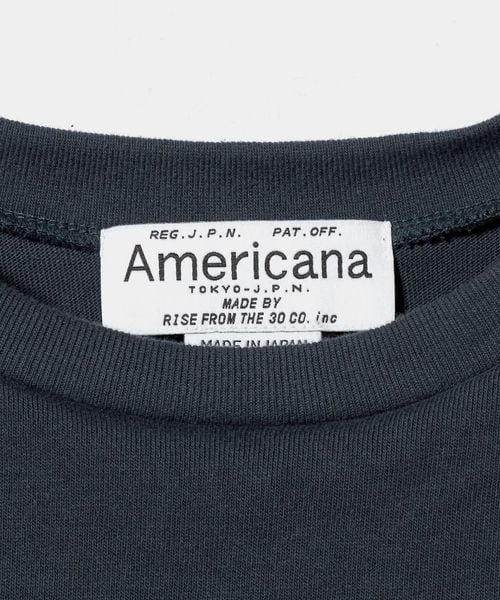 REG.J.P.N. PAT.OFF.
Americana
TOKYO-J.P.N.
MADE BY
RISE FROM THE 30 CO. inc
MADE IN JAPAN